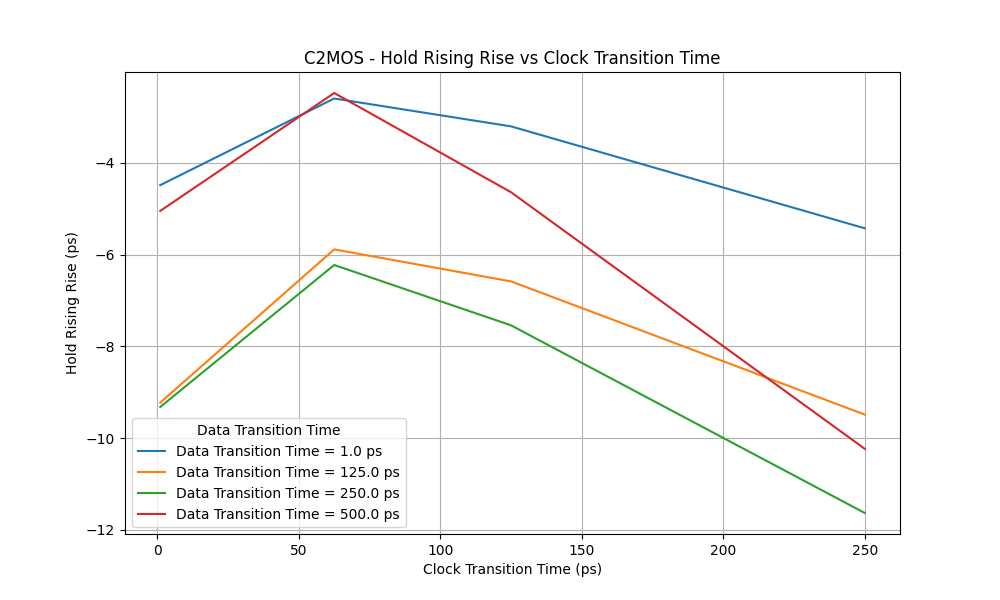 C2MOS - Hold Rising Rise vs Clock Transition Time
Hold Rising Rise (ps)
−4
−6
−8
−10
−12
Data Transition Time
Data Transition Time = 1.0 ps
Data Transition Time = 125.0 ps
Data Transition Time = 250.0 ps
Data Transition Time = 500.0 ps
0 50 100 150 200 250
Clock Transition Time (ps)